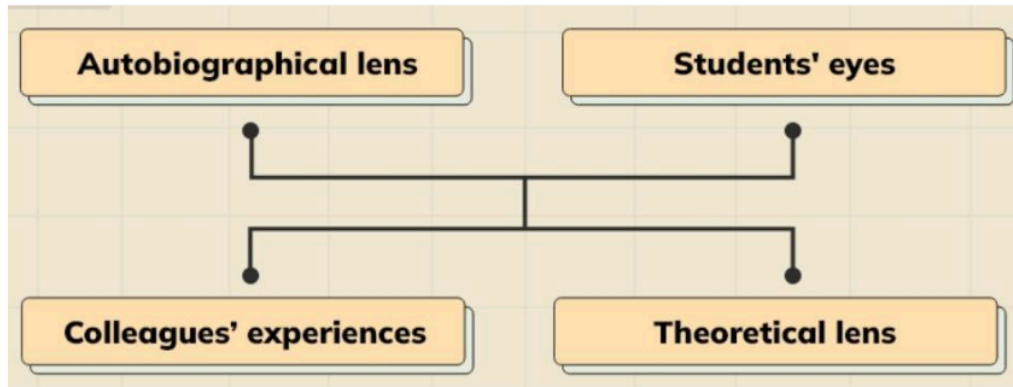 Autobiographical lens
Students' eyes
Colleagues’ experiences
Theoretical lens